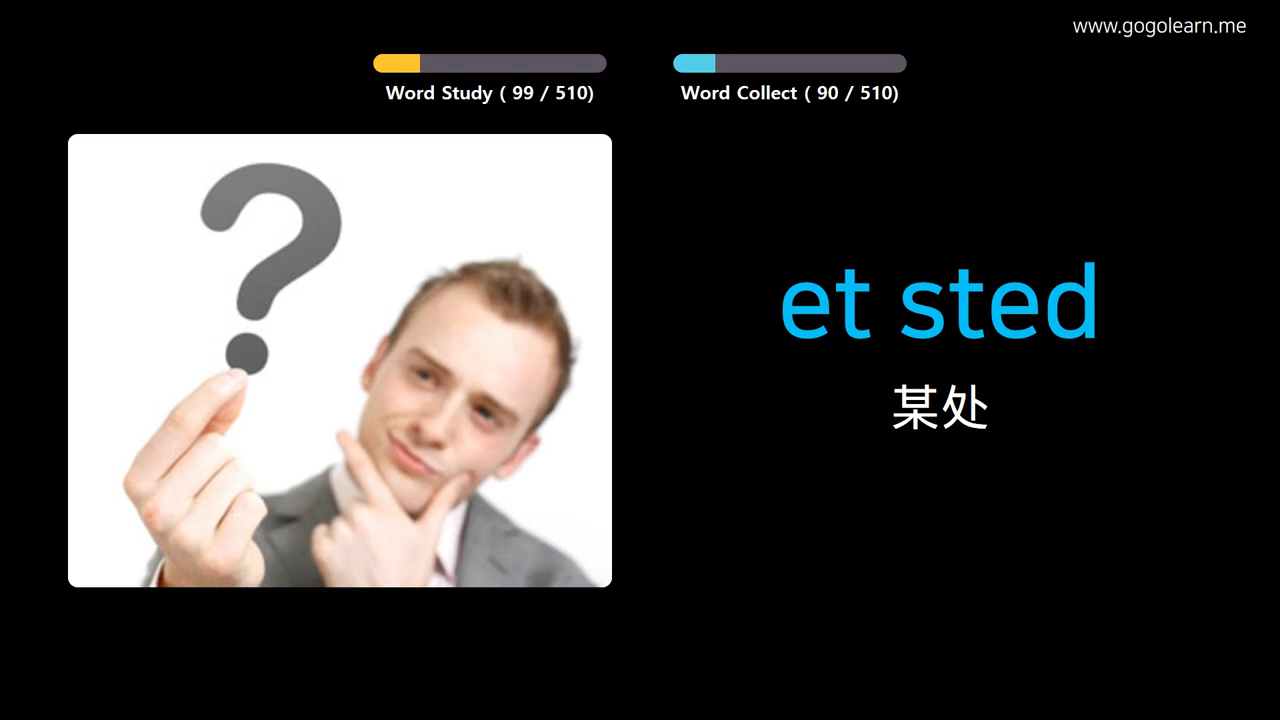 www.gogolearn.me
Word Study ( 99 / 510)
Word Collect ( 90 / 510)
?
et sted
某处